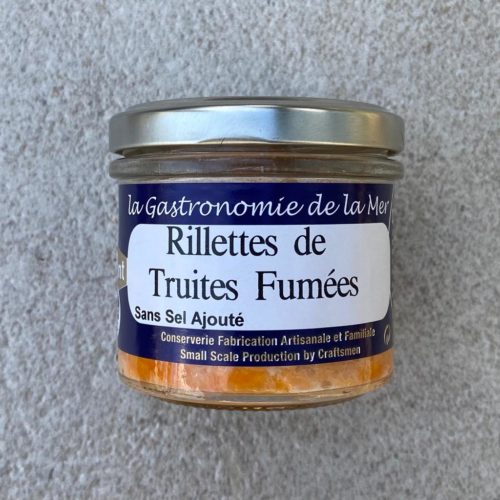 la Gastronomie de la Mer
Rillettes de
Truites Fumées
Sans Sel Ajouté
Conserverie Fabrication Artisanale et Familiale
Small Scale Production by Craftsmen